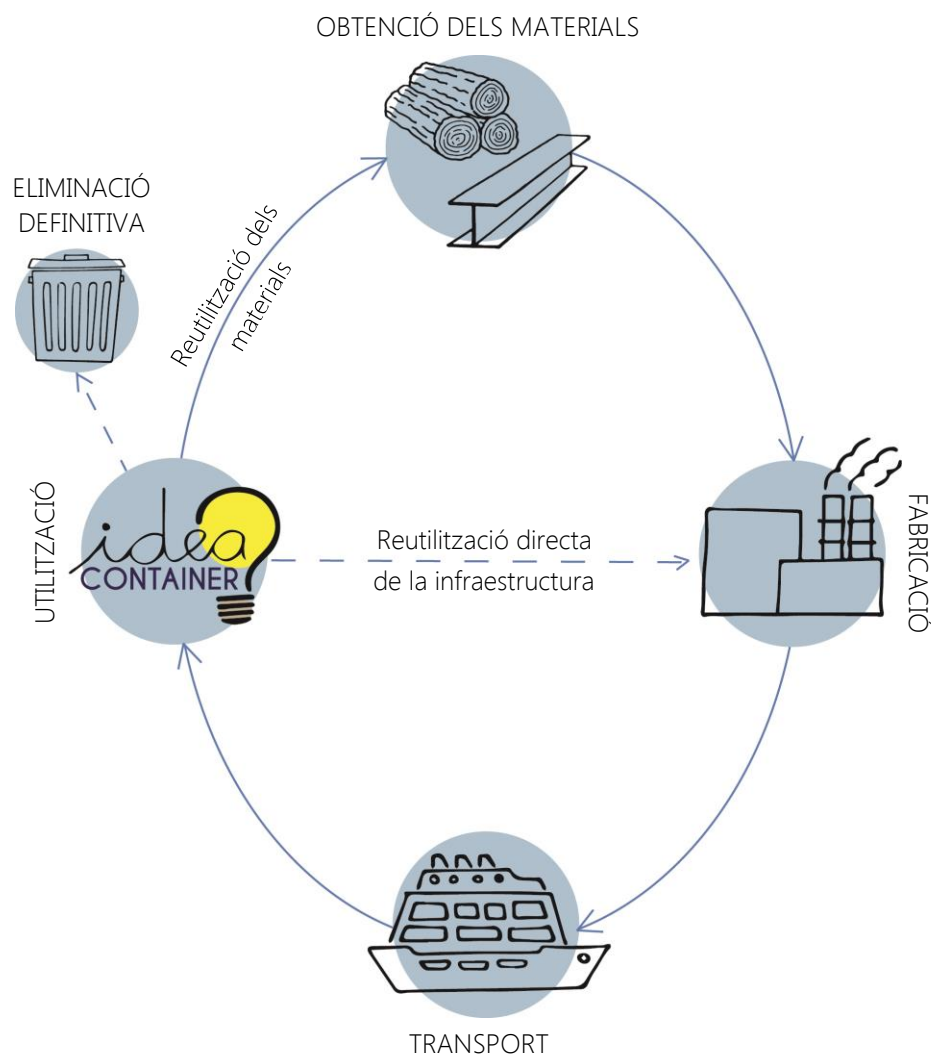 OBTENCIÓ DELS MATERIALS
ELIMINACIÓ
DEFINITIVA
Reutilització dels
materials
UTILITZACIÓ
idea
CONTAINER
Reutilització directa
de la infraestructura
FABRICACIÓ
TRANSPORT